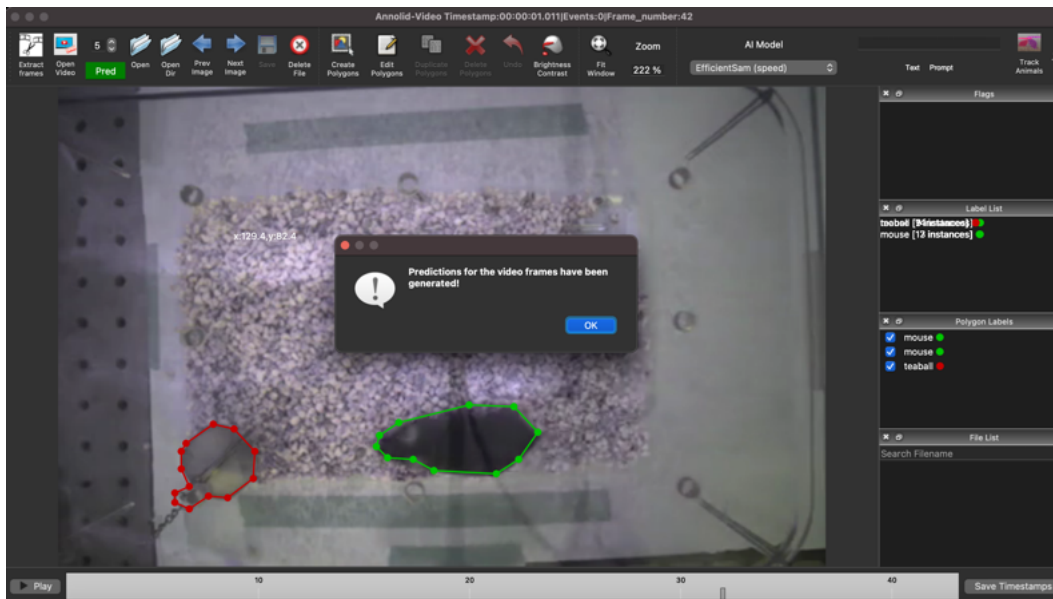 Annolid-Video Timestamp:00:00:01.011|Events:0|Frame_number:42
Extract frames
Open Video
5
Pred
Open
Open Dir
Prev Image
Next Image
Save
Delete File
Create Polygons
Edit Polygons
Duplicate Polygons
Delete Polygons
Undo
Brightness Contrast
Fit Window
Zoom
222 %
AI Model
EfficientSam (speed)
Text Prompt
Track Animals
Flags
Label List
mouse
instances]
Polygon Labels
mouse
mouse
teaball
File List
Search Filename
x:129.4,y:82.4
Predictions for the video frames have been
generated!
OK
Play
10
20
30
40
Save Timestamps